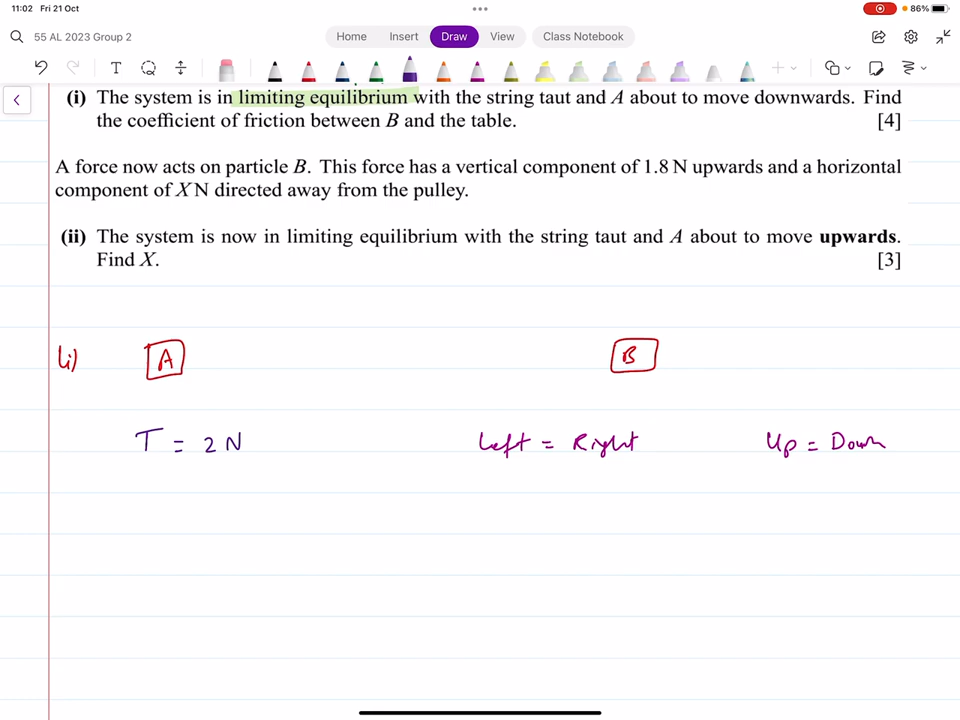 11:02 Fri 21 Oct 86%
55 AL 2023 Group 2 Home Insert Draw View Class Notebook
T
(i) The system is in limiting equilibrium with the string taut and A about to move downwards. Find
the coefficient of friction between B and the table. [4]
A force now acts on particle B. This force has a vertical component of 1.8 N upwards and a horizontal
component of X N directed away from the pulley.
(ii) The system is now in limiting equilibrium with the string taut and A about to move upwards.
Find X. [3]
(i) A B
T = 2 N Left = Right Up = Down